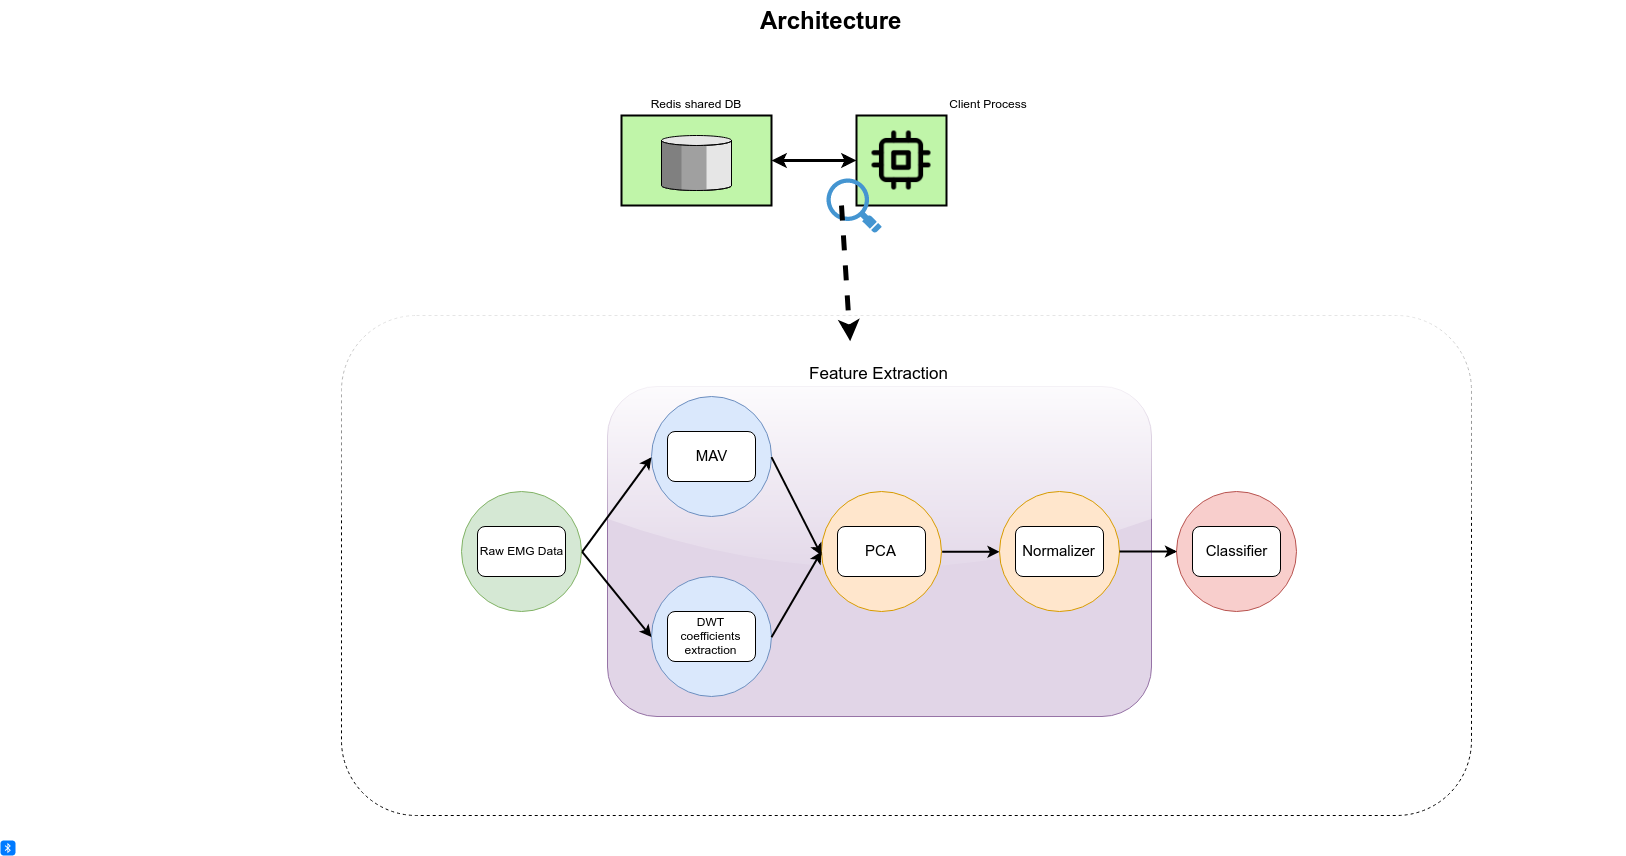 Architecture
Redis shared DB
Client Process
Feature Extraction
MAV
Raw EMG Data
PCA
Normalizer
Classifier
DWT
coefficients
extraction